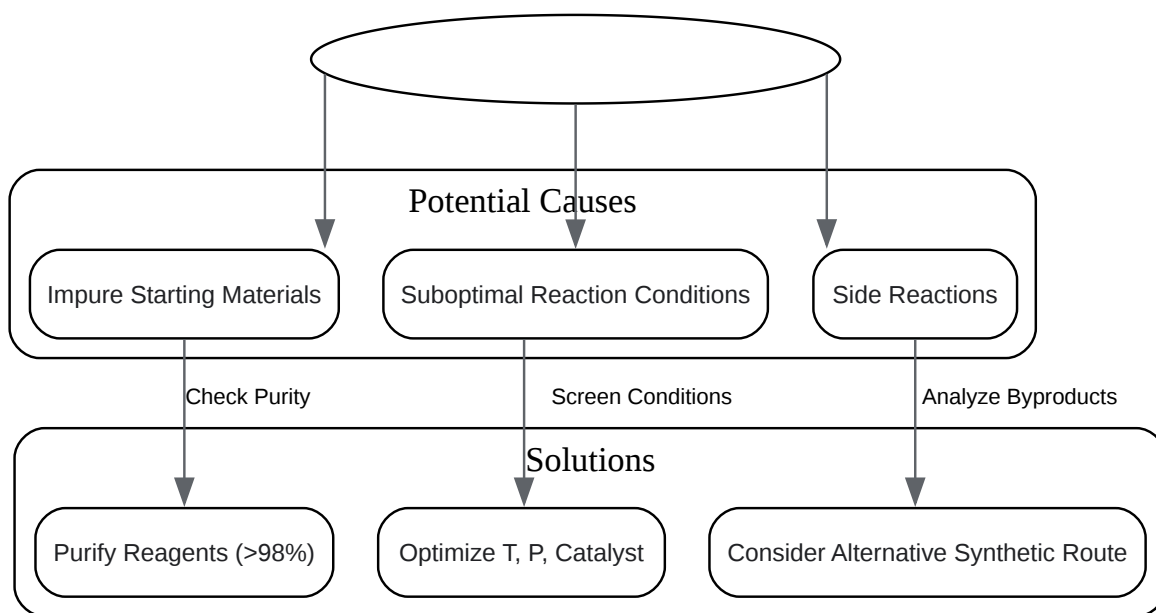 Potential Causes
Impure Starting Materials
Suboptimal Reaction Conditions
Side Reactions
Check Purity
Screen Conditions
Analyze Byproducts
Solutions
Purify Reagents (>98%)
Optimize T, P, Catalyst
Consider Alternative Synthetic Route